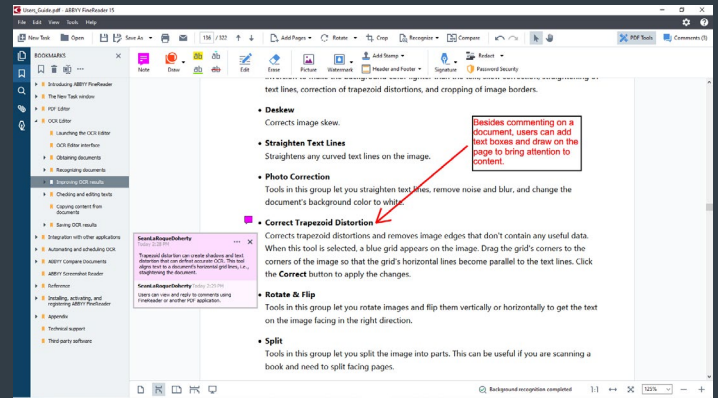 Users_Guide.pdf - ABBYY FineReader 15
File Edit View Tools Help
New Task Open Save As 156 / 322 Add Pages Rotate Crop Recognize Compare PDF Tools Comments (3)
BOOKMARKS
Note Draw Edit Erase Picture Watermark Add Stamp Header and Footer Signature Redact Password Security
Introducing ABBYY FineReader
The New Task window
PDF Editor
OCR Editor
Launching the OCR Editor
OCR Editor interface
Obtaining documents
Recognizing documents
Improving OCR results
Checking and editing texts
Copying content from
documents
Saving OCR results
Integration with other applications
Automating and scheduling OCR
ABBYY Compare Documents
ABBYY Screenshot Reader
Reference
Installing, activating, and
registering ABBYY FineReader
Appendix
Technical support
Third party software
text lines, correction of trapezoid distortions, and cropping of image borders.
• Deskew
Corrects image skew.
• Straighten Text Lines
Straightens any curved text lines on the image.
• Photo Correction
Tools in this group let you straighten text lines, remove noise and blur, and change the
document's background color to white.
• Correct Trapezoid Distortion
Corrects trapezoid distortions and removes image edges that don't contain any useful data.
When this tool is selected, a blue grid appears on the image. Drag the grid's corners to the
corners of the image so that the grid's horizontal lines become parallel to the text lines. Click
the Correct button to apply the changes.
• Rotate & Flip
Tools in this group let you rotate images and flip them vertically or horizontally to get the text
on the image facing in the right direction.
• Split
Tools in this group let you split the image into parts. This can be useful if you are scanning a
book and need to split facing pages.
Besides commenting on a
document, users can add
text boxes and draw on the
page to bring attention to
content.
SeanLaRoqueDoherty
Today 2:28 PM
Trapezoid distortion can create shadows and text
distortion that can defeat accurate OCR. This tool
aligns text to a document's horizontal grid lines, i.e.,
staightening the document.
SeanLaRoqueDoherty Today 2:29 PM
Users can view and reply to comments using
FineReader or another PDF application.
Background recognition completed 1:1 125%